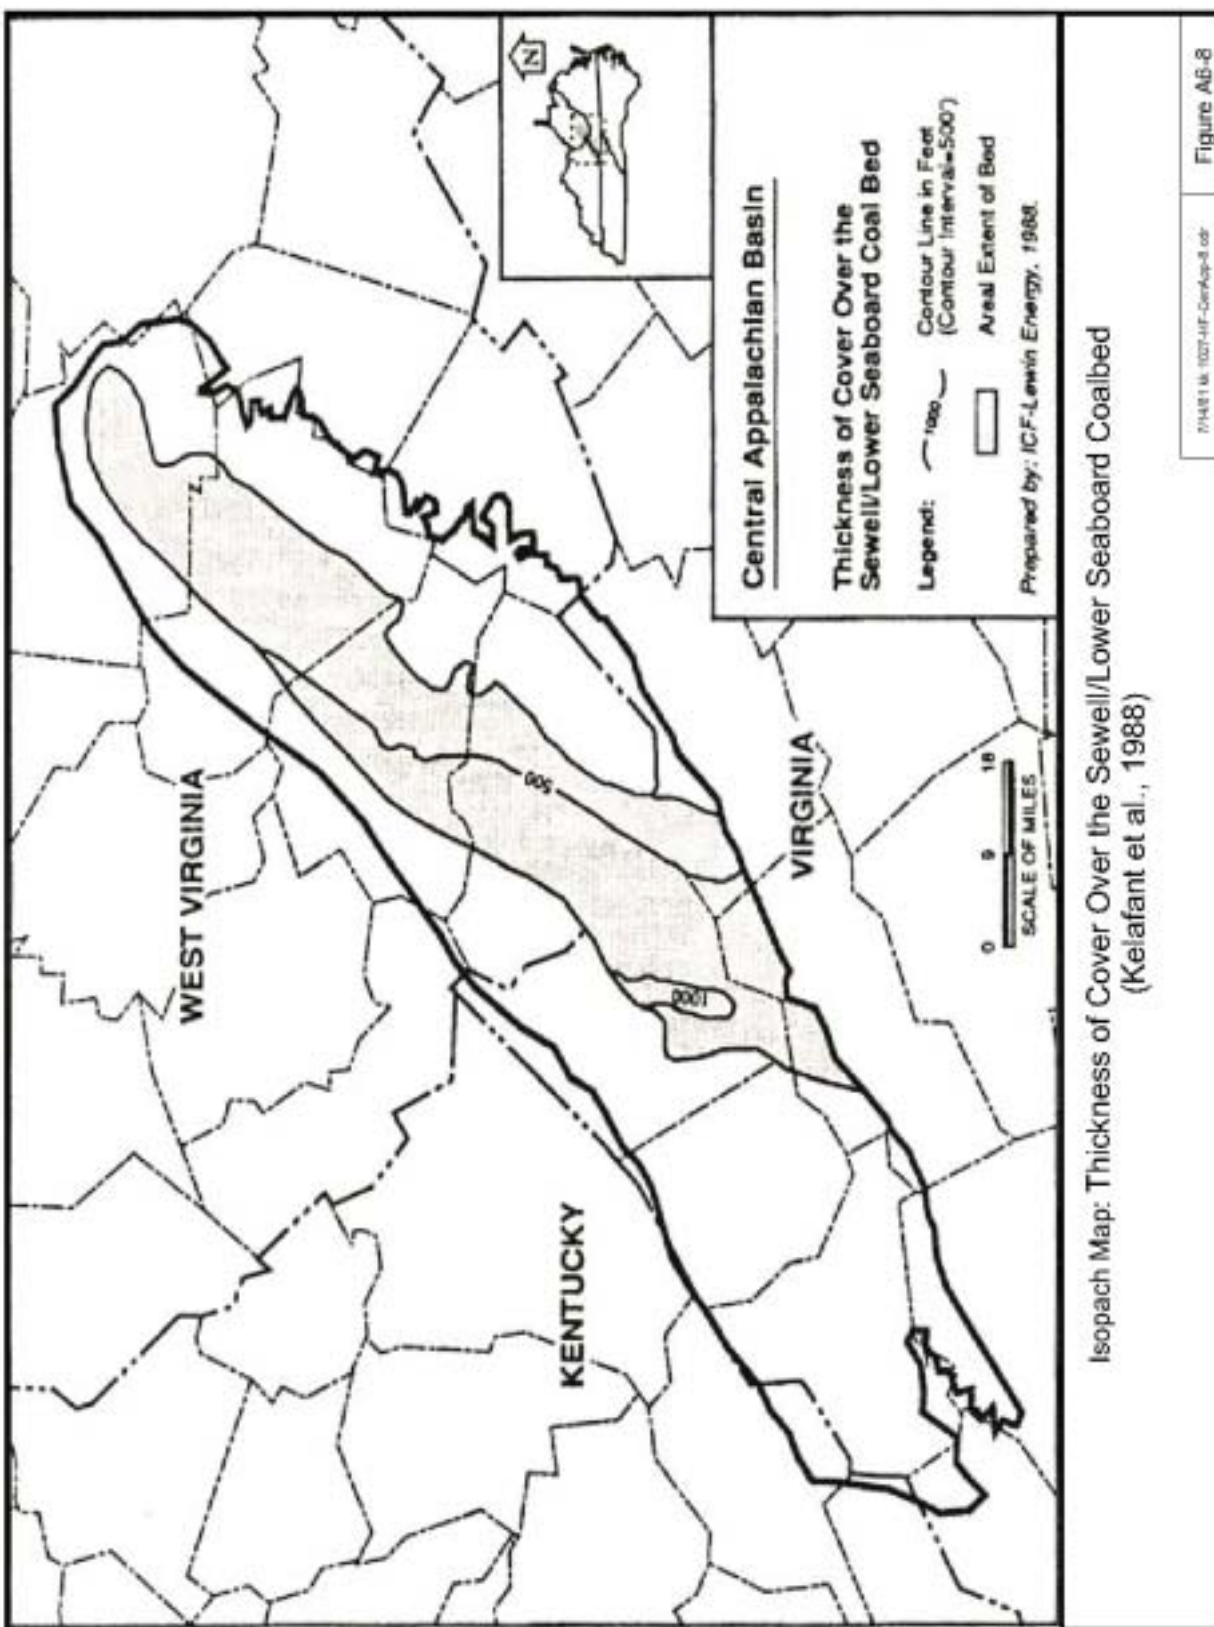 WEST VIRGINIA
KENTUCKY
VIRGINIA
500
1000
0 9 18
SCALE OF MILES
N
Central Appalachian Basin
Thickness of Cover Over the
Sewell/Lower Seaboard Coal Bed
Legend:
1000
Contour Line in Feet
(Contour Interval=500')
Areal Extent of Bed
Prepared by: ICF-Lewin Energy, 1988.
Isopach Map: Thickness of Cover Over the Sewell/Lower Seaboard Coalbed
(Kelafant et al., 1988)
Figure A6-8